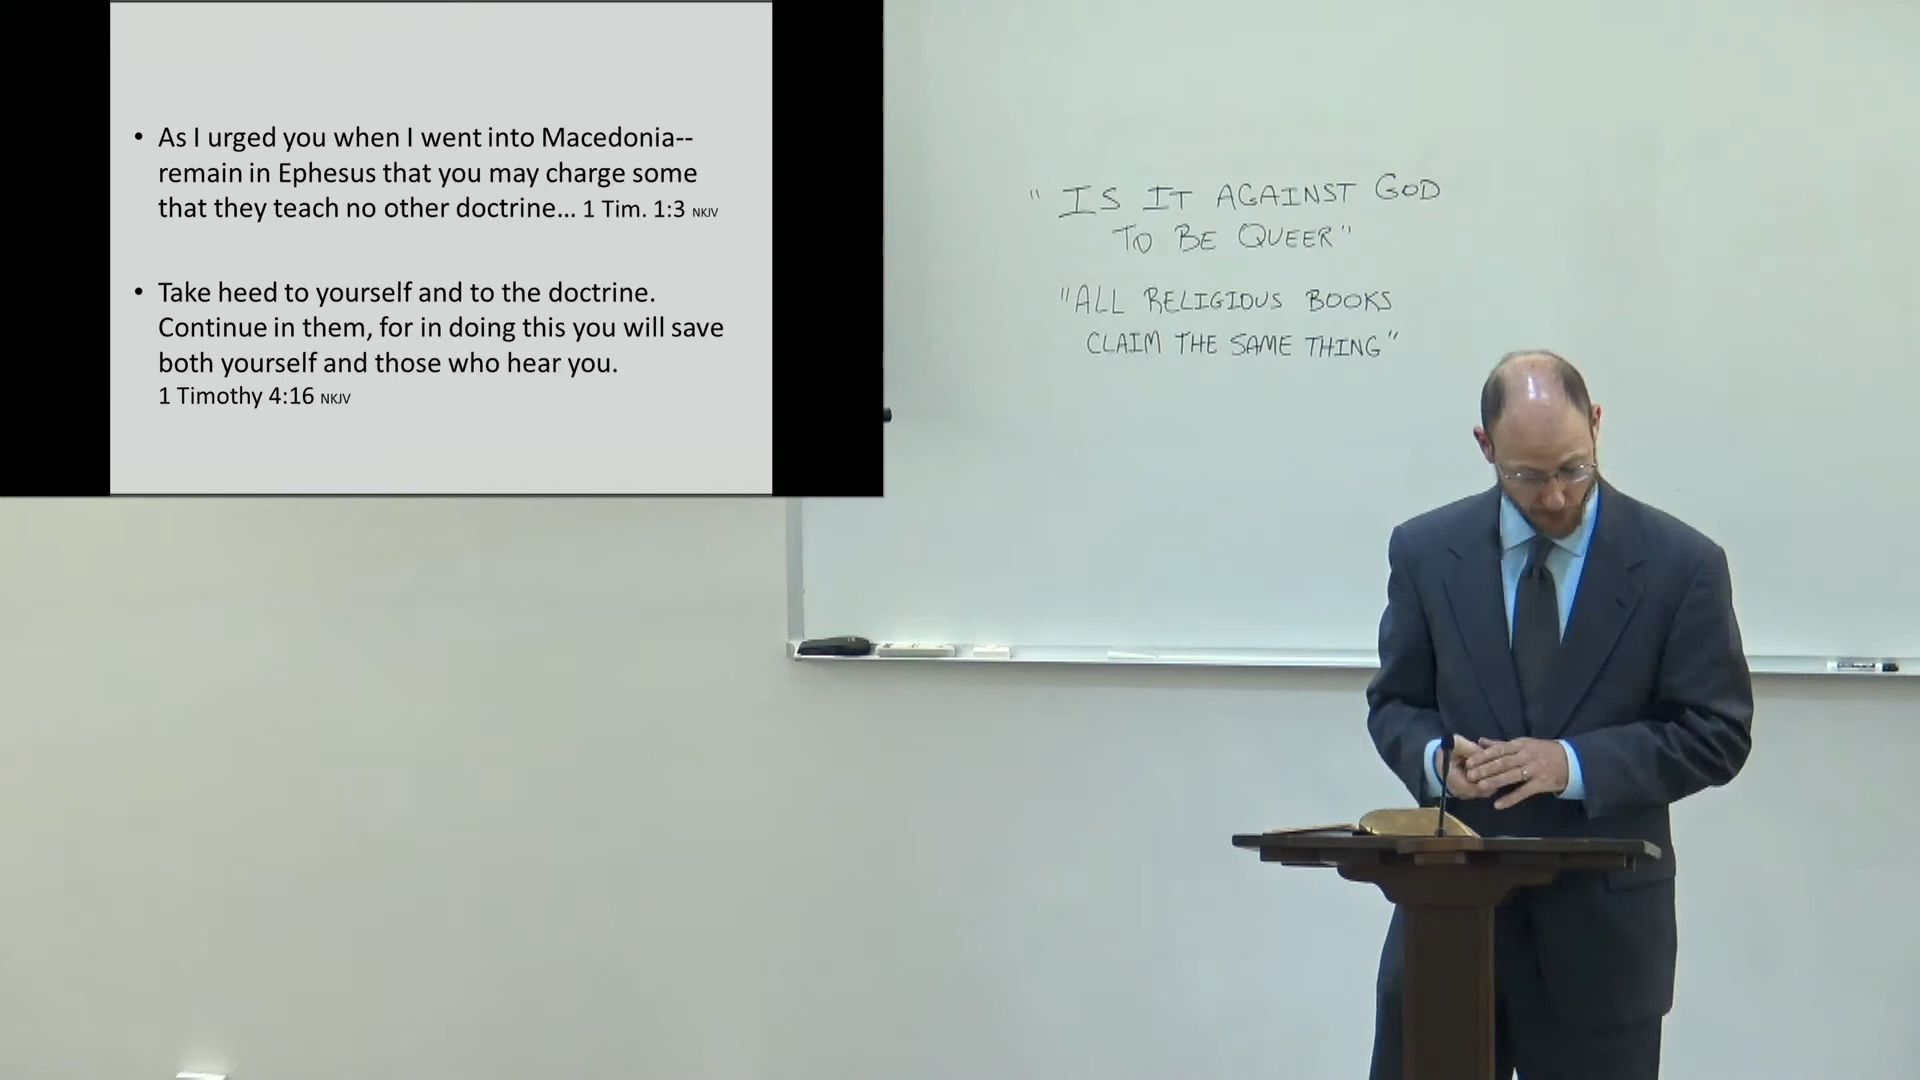 • As I urged you when I went into Macedonia--
remain in Ephesus that you may charge some
that they teach no other doctrine... 1 Tim. 1:3 NKJV
• Take heed to yourself and to the doctrine.
Continue in them, for in doing this you will save
both yourself and those who hear you.
1 Timothy 4:16 NKJV
" IS IT AGAINST GOD
TO BE QUEER"
"ALL RELIGIOUS BOOKS
CLAIM THE SAME THING"